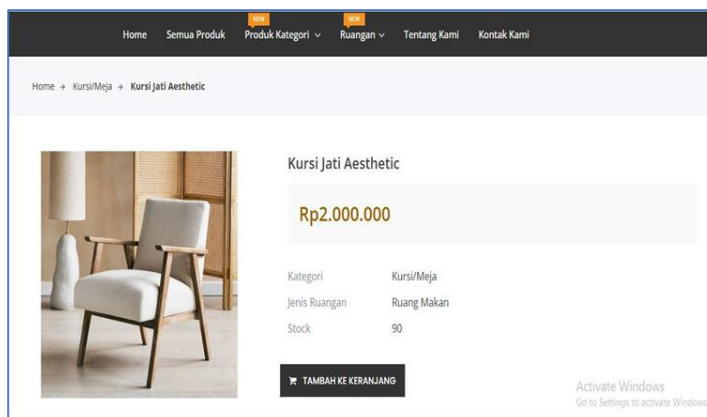 NEW NEW
Home Semua Produk Produk Kategori Ruangan Tentang Kami Kontak Kami
Home → Kursi/Meja → Kursi Jati Aesthetic
Kursi Jati Aesthetic
Rp2.000.000
Kategori Kursi/Meja
Jenis Ruangan Ruang Makan
Stock 90
TAMBAH KE KERANJANG
Activate Windows
Go to Settings to activate Windows